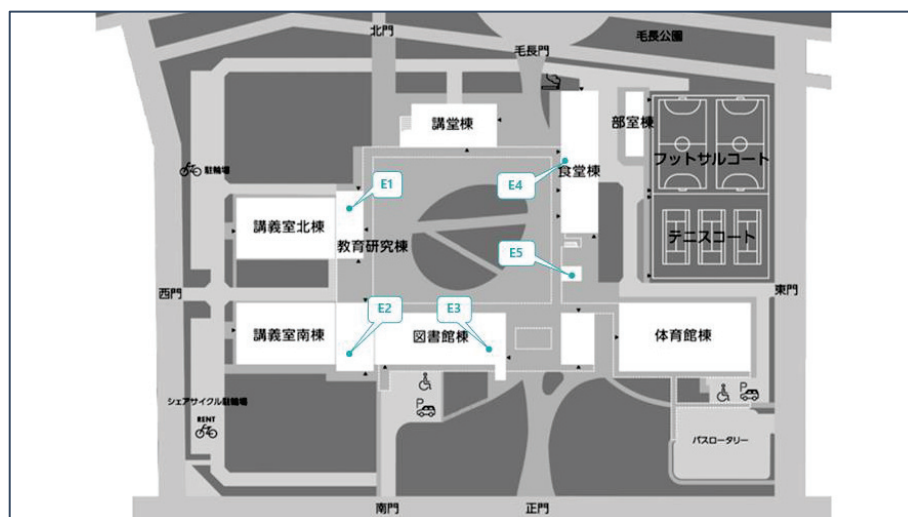 北門
毛長公園
毛長門
講堂棟
部室棟
食堂棟
フットサルコート
駐輪場
E1
E4
講義室北棟
教育研究棟
テニスコート
E5
西門
東門
E2
E3
講義室南棟
図書館棟
体育館棟
シェアサイクル駐輪場
RENT
P
P
バスロータリー
南門
正門